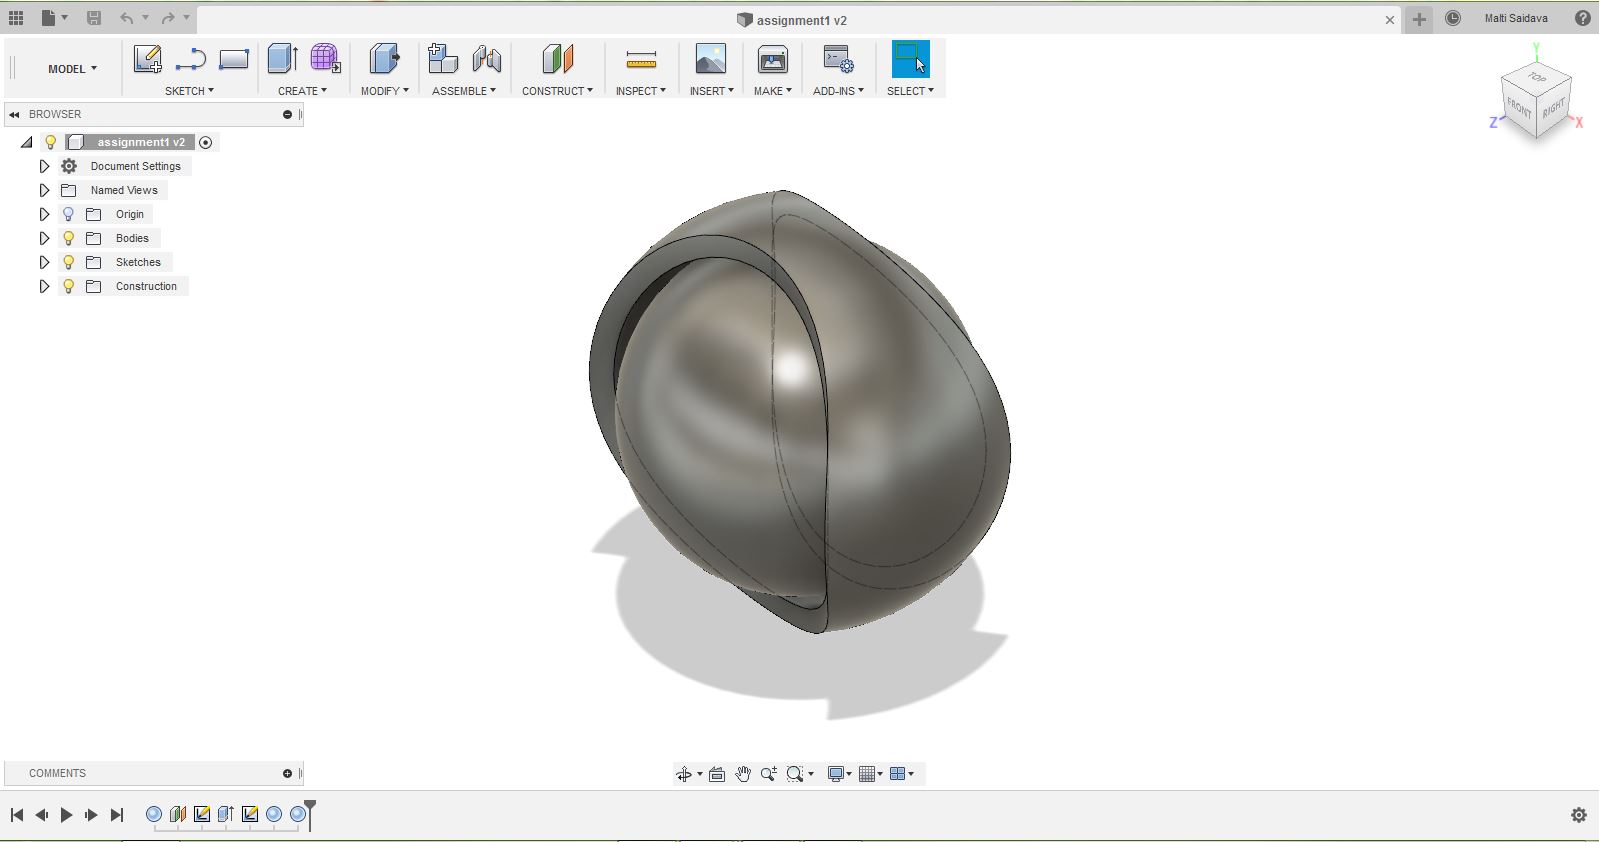 assignment1 v2
Malti Saidava
MODEL
SKETCH
CREATE
MODIFY
ASSEMBLE
CONSTRUCT
INSPECT
INSERT
MAKE
ADD-INS
SELECT
Y
TOP
FRONT
RIGHT
Z
X
BROWSER
assignment1 v2
Document Settings
Named Views
Origin
Bodies
Sketches
Construction
COMMENTS